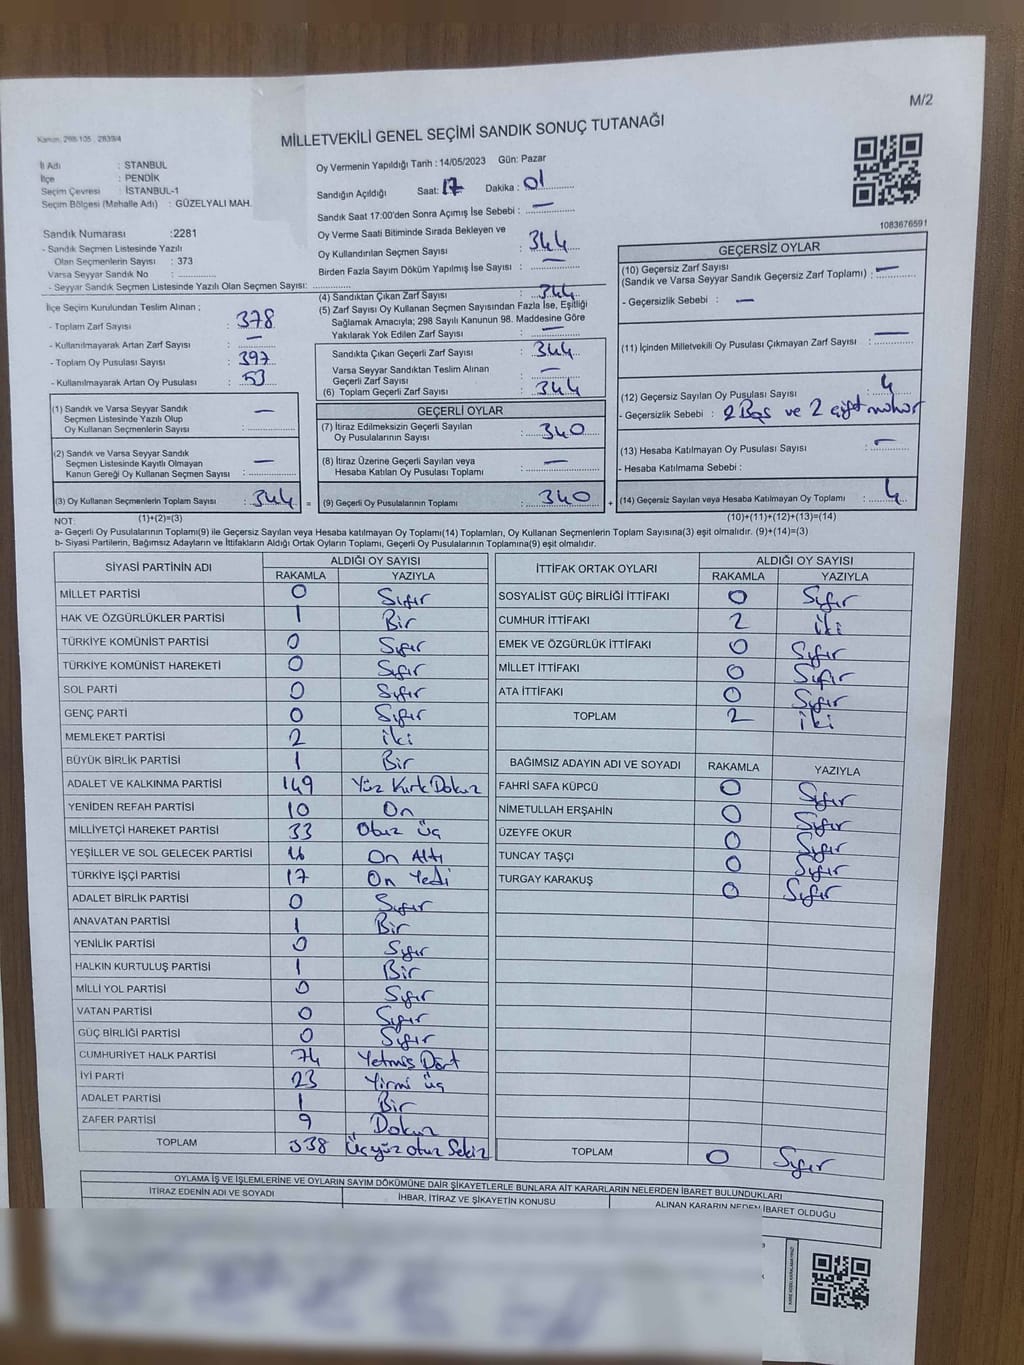 M/2
Kanun: 298-105 , 2839/4
MİLLETVEKİLİ GENEL SEÇİMİ SANDIK SONUÇ TUTANAĞI
İl Adı : STANBUL
İlçe : PENDİK
Seçim Çevresi : İSTANBUL-1
Seçim Bölgesi (Mahalle Adı) : GÜZELYALI MAH.
Sandık Numarası :2281
- Sandık Seçmen Listesinde Yazılı
Olan Seçmenlerin Sayısı : 373
Varsa Seyyar Sandık No : ..............
- Seyyar Sandık Seçmen Listesinde Yazılı Olan Seçmen Sayısı: ..............
İlçe Seçim Kurulundan Teslim Alınan ;
- Toplam Zarf Sayısı : 378
- Kullanılmayarak Artan Zarf Sayısı : —
- Toplam Oy Pusulası Sayısı : 397
- Kullanılmayarak Artan Oy Pusulası : 53
(1) Sandık ve Varsa Seyyar Sandık
Seçmen Listesinde Yazılı Olup
Oy Kullanan Seçmenlerin Sayısı : —
(2) Sandık ve Varsa Seyyar Sandık
Seçmen Listesinde Kayıtlı Olmayan
Kanun Gereği Oy Kullanan Seçmen Sayısı : —
(3) Oy Kullanan Seçmenlerin Toplam Sayısı : 344 =
(1)+(2)=(3)
Oy Vermenin Yapıldığı Tarih : 14/05/2023 Gün: Pazar
Sandığın Açıldığı Saat: 17 Dakika : 01
Sandık Saat 17:00'den Sonra Açımış İse Sebebi : —
Oy Verme Saati Bitiminde Sırada Bekleyen ve
Oy Kullandırılan Seçmen Sayısı : 344
Birden Fazla Sayım Döküm Yapılmış İse Sayısı : —
(4) Sandıktan Çıkan Zarf Sayısı : 344
(5) Zarf Sayısı Oy Kullanan Seçmen Sayısından Fazla İse, Eşitliği
Sağlamak Amacıyla; 298 Sayılı Kanunun 98. Maddesine Göre
Yakılarak Yok Edilen Zarf Sayısı : —
Sandıkta Çıkan Geçerli Zarf Sayısı : 344
Varsa Seyyar Sandıktan Teslim Alınan
Geçerli Zarf Sayısı : —
(6) Toplam Geçerli Zarf Sayısı : 344
GEÇERLİ OYLAR
(7) İtiraz Edilmeksizin Geçerli Sayılan
Oy Pusulalarının Sayısı : 340
(8) İtiraz Üzerine Geçerli Sayılan veya
Hesaba Katılan Oy Pusulası Toplamı : —
(9) Geçerli Oy Pusulalarının Toplamı : 340 +
1083676591
GEÇERSİZ OYLAR
(10) Geçersiz Zarf Sayısı
(Sandık ve Varsa Seyyar Sandık Geçersiz Zarf Toplamı) : —
- Geçersizlik Sebebi : —
(11) İçinden Milletvekili Oy Pusulası Çıkmayan Zarf Sayısı : —
(12) Geçersiz Sayılan Oy Pusulası Sayısı : 4
- Geçersizlik Sebebi : 2 Boş ve 2 çift mühür
(13) Hesaba Katılmayan Oy Pusulası Sayısı : —
- Hesaba Katılmama Sebebi :
(14) Geçersiz Sayılan veya Hesaba Katılmayan Oy Toplamı : 4
(10)+(11)+(12)+(13)=(14)
NOT:
a- Geçerli Oy Pusulalarının Toplamı(9) ile Geçersiz Sayılan veya Hesaba katılmayan Oy Toplamı(14) Toplamları, Oy Kullanan Seçmenlerin Toplam Sayısına(3) eşit olmalıdır. (9)+(14)=(3)
b- Siyasi Partilerin, Bağımsız Adayların ve İttifakların Aldığı Ortak Oyların Toplamı, Geçerli Oy Pusulalarının Toplamına(9) eşit olmalıdır.
SİYASİ PARTİNİN ADI ALDIĞI OY SAYISI
RAKAMLA YAZIYLA
MİLLET PARTİSİ 0 Sıfır
HAK VE ÖZGÜRLÜKLER PARTİSİ 1 Bir
TÜRKİYE KOMÜNİST PARTİSİ 0 Sıfır
TÜRKİYE KOMÜNİST HAREKETİ 0 Sıfır
SOL PARTİ 0 Sıfır
GENÇ PARTİ 0 Sıfır
MEMLEKET PARTİSİ 2 iki
BÜYÜK BİRLİK PARTİSİ 1 Bir
ADALET VE KALKINMA PARTİSİ 149 Yüz Kırk Dokuz
YENİDEN REFAH PARTİSİ 10 On
MİLLİYETÇİ HAREKET PARTİSİ 33 Otuz üç
YEŞİLLER VE SOL GELECEK PARTİSİ 16 On Altı
TÜRKİYE İŞÇİ PARTİSİ 17 On Yedi
ADALET BİRLİK PARTİSİ 0 Sıfır
ANAVATAN PARTİSİ 1 Bir
YENİLİK PARTİSİ 0 Sıfır
HALKIN KURTULUŞ PARTİSİ 1 Bir
MİLLİ YOL PARTİSİ 0 Sıfır
VATAN PARTİSİ 0 Sıfır
GÜÇ BİRLİĞİ PARTİSİ 0 Sıfır
CUMHURİYET HALK PARTİSİ 74 Yetmiş Dört
İYİ PARTİ 23 Yirmi üç
ADALET PARTİSİ 1 Bir
ZAFER PARTİSİ 9 Dokuz
TOPLAM 338 Üçyüz otuz Sekiz
İTTİFAK ORTAK OYLARI ALDIĞI OY SAYISI
RAKAMLA YAZIYLA
SOSYALİST GÜÇ BİRLİĞİ İTTİFAKI 0 Sıfır
CUMHUR İTTİFAKI 2 iki
EMEK VE ÖZGÜRLÜK İTTİFAKI 0 Sıfır
MİLLET İTTİFAKI 0 Sıfır
ATA İTTİFAKI 0 Sıfır
TOPLAM 2 iki
BAĞIMSIZ ADAYIN ADI VE SOYADI RAKAMLA YAZIYLA
FAHRİ SAFA KÜPCÜ 0 Sıfır
NİMETULLAH ERŞAHİN 0 Sıfır
ÜZEYFE OKUR 0 Sıfır
TUNCAY TAŞÇI 0 Sıfır
TURGAY KARAKUŞ 0 Sıfır
TOPLAM 0 Sıfır
OYLAMA İŞ VE İŞLEMLERİNE VE OYLARIN SAYIM DÖKÜMÜNE DAİR ŞİKAYETLERLE BUNLARA AİT KARARLARIN NELERDEN İBARET BULUNDUKLARI
İTİRAZ EDENİN ADI VE SOYADI İHBAR, İTİRAZ VE ŞİKAYETİN KONUSU ALINAN KARARIN NEDEN İBARET OLDUĞU